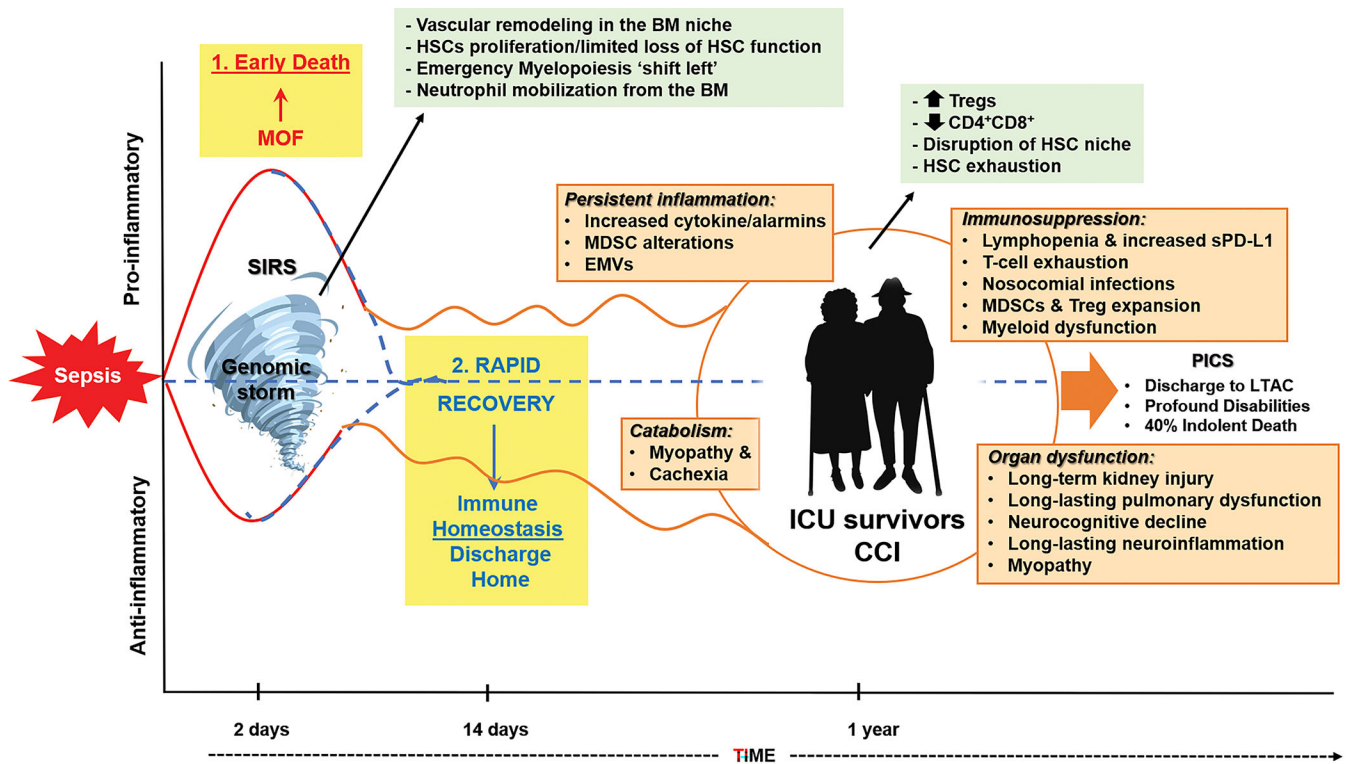 - Vascular remodeling in the BM niche
- HSCs proliferation/limited loss of HSC function
- Emergency Myelopoiesis ‘shift left’
- Neutrophil mobilization from the BM
1. Early Death
MOF
- ⬆ Tregs
- ⬇ CD4⁺CD8⁺
- Disruption of HSC niche
- HSC exhaustion
Pro-inflammatory
Anti-inflammatory
Sepsis
SIRS
Genomic
storm
Persistent inflammation:
• Increased cytokine/alarmins
• MDSC alterations
• EMVs
Immunosuppression:
• Lymphopenia & increased sPD-L1
• T-cell exhaustion
• Nosocomial infections
• MDSCs & Treg expansion
• Myeloid dysfunction
2. RAPID
RECOVERY
Immune
Homeostasis
Discharge
Home
Catabolism:
• Myopathy &
• Cachexia
ICU survivors
CCI
PICS
• Discharge to LTAC
• Profound Disabilities
• 40% Indolent Death
Organ dysfunction:
• Long-term kidney injury
• Long-lasting pulmonary dysfunction
• Neurocognitive decline
• Long-lasting neuroinflammation
• Myopathy
2 days
14 days
1 year
TIME